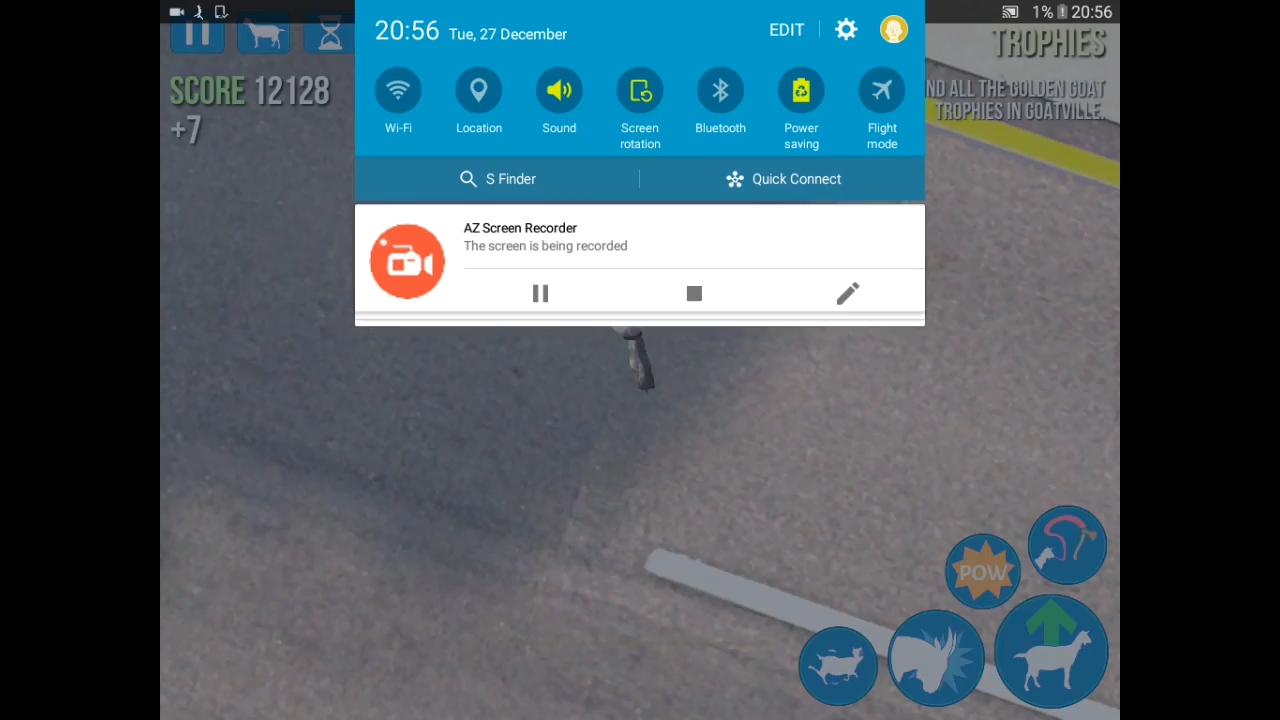 1% 20:56
20:56 Tue, 27 December
EDIT
TROPHIES
SCORE 12128
+7
ND ALL THE GOLDEN GOAT
TROPHIES IN GOATVILLE.
Wi-Fi
Location
Sound
Screen
rotation
Bluetooth
Power
saving
Flight
mode
S Finder
Quick Connect
AZ Screen Recorder
The screen is being recorded
POW